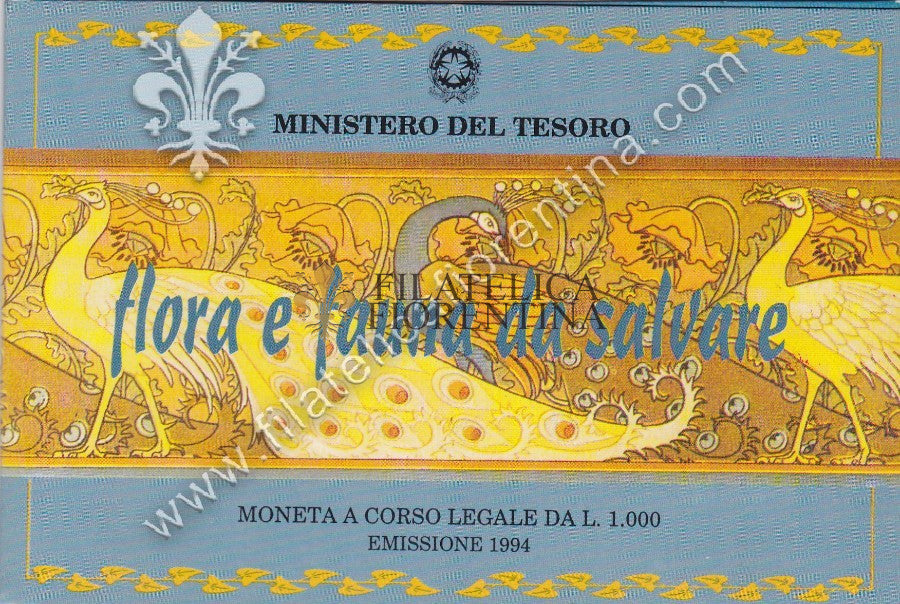 MINISTERO DEL TESORO
flora e fauna da salvare
FILATELICA
FIORENTINA
www.filateliafiorentina.com
MONETA A CORSO LEGALE DA L. 1.000
EMISSIONE 1994